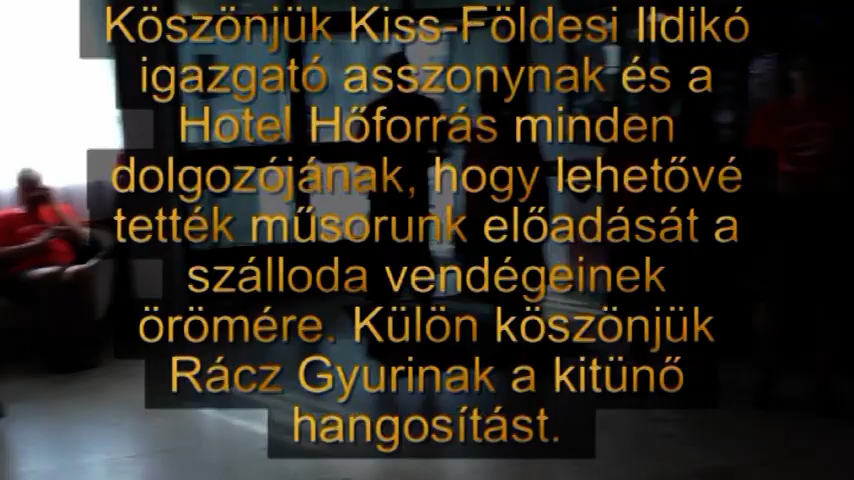 Köszönjük Kiss-Földesi Ildikó
igazgató asszonynak és a
Hotel Hőforrás minden
dolgozójának, hogy lehetővé
tették műsorunk előadását a
szálloda vendégeinek
örömére. Külön köszönjük
Rácz Gyurinak a kitünő
hangosítást.